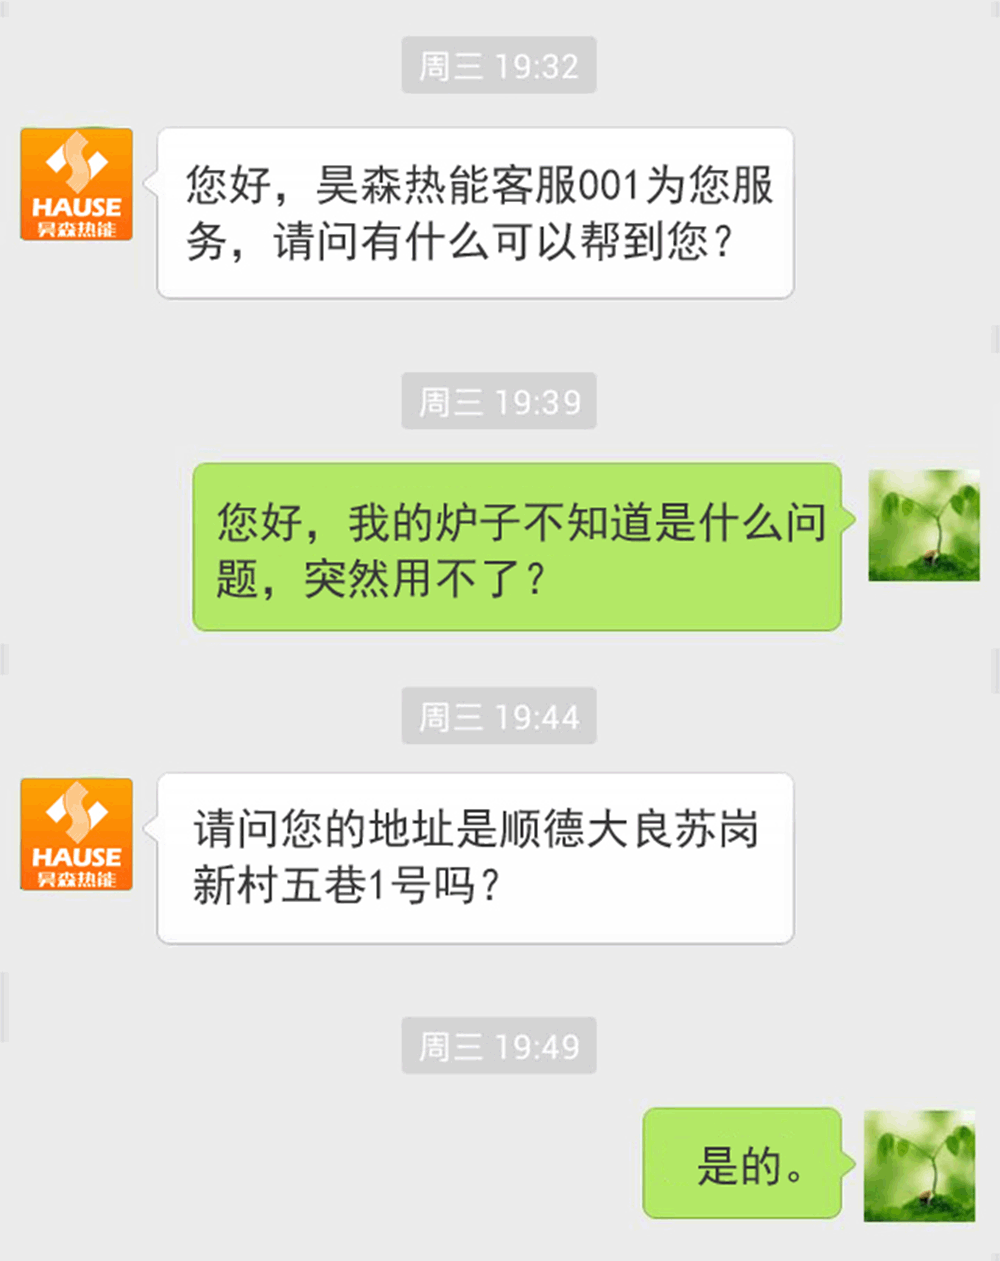 周三 19:32
HAUSE
昊森热能
您好，昊森热能客服001为您服
务，请问有什么可以帮到您？
周三 19:39
您好，我的炉子不知道是什么问
题，突然用不了？
周三 19:44
HAUSE
昊森热能
请问您的地址是顺德大良苏岗
新村五巷1号吗？
周三 19:49
是的。